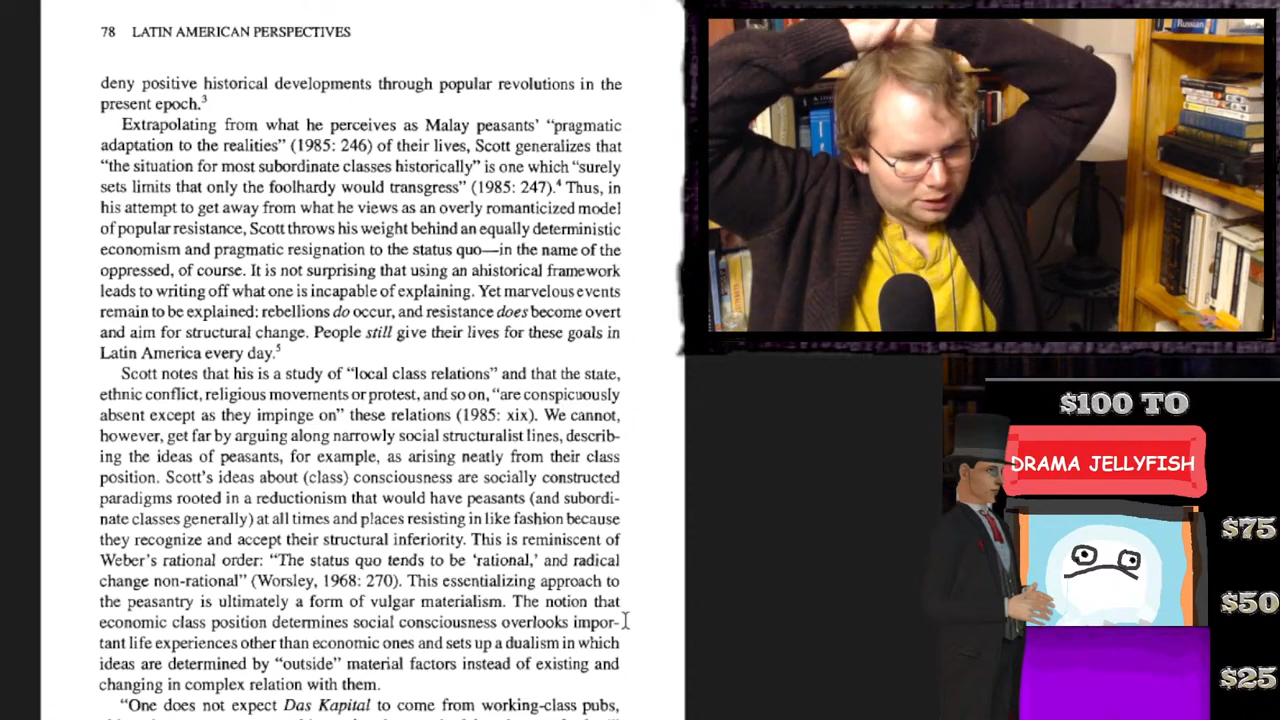 78 LATIN AMERICAN PERSPECTIVES
deny positive historical developments through popular revolutions in the
present epoch.3
Extrapolating from what he perceives as Malay peasants' “pragmatic
adaptation to the realities” (1985: 246) of their lives, Scott generalizes that
“the situation for most subordinate classes historically” is one which “surely
sets limits that only the foolhardy would transgress” (1985: 247).4 Thus, in
his attempt to get away from what he views as an overly romanticized model
of popular resistance, Scott throws his weight behind an equally deterministic
economism and pragmatic resignation to the status quo—in the name of the
oppressed, of course. It is not surprising that using an ahistorical framework
leads to writing off what one is incapable of explaining. Yet marvelous events
remain to be explained: rebellions do occur, and resistance does become overt
and aim for structural change. People still give their lives for these goals in
Latin America every day.5
Scott notes that his is a study of “local class relations” and that the state,
ethnic conflict, religious movements or protest, and so on, “are conspicuously
absent except as they impinge on” these relations (1985: xix). We cannot,
however, get far by arguing along narrowly social structuralist lines, describ-
ing the ideas of peasants, for example, as arising neatly from their class
position. Scott's ideas about (class) consciousness are socially constructed
paradigms rooted in a reductionism that would have peasants (and subordi-
nate classes generally) at all times and places resisting in like fashion because
they recognize and accept their structural inferiority. This is reminiscent of
Weber's rational order: “The status quo tends to be ‘rational,’ and radical
change non-rational” (Worsley, 1968: 270). This essentializing approach to
the peasantry is ultimately a form of vulgar materialism. The notion that
economic class position determines social consciousness overlooks impor-
tant life experiences other than economic ones and sets up a dualism in which
ideas are determined by “outside” material factors instead of existing and
changing in complex relation with them.
“One does not expect Das Kapital to come from working-class pubs,
Russian
$100 TO
DRAMA JELLYFISH
$75
$50
$25